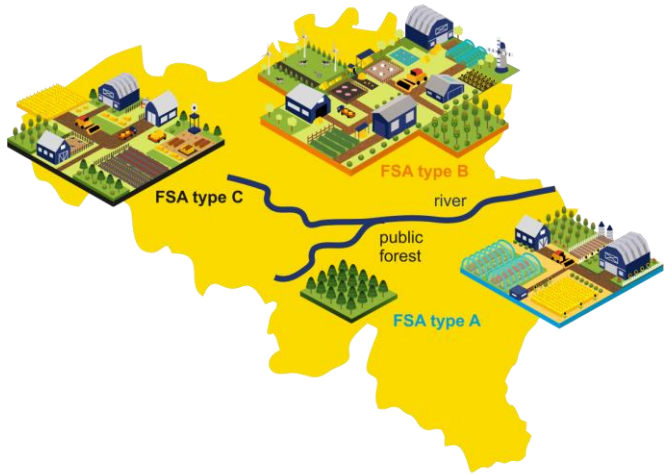 FSA type B
FSA type C
river
public
forest
FSA type A